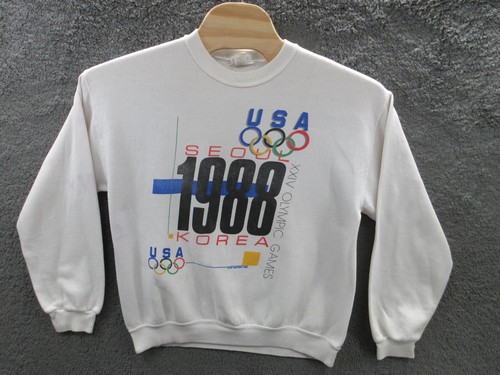 USA
SEOUL
1988
KOREA
XXIV OLYMPIC GAMES
USA